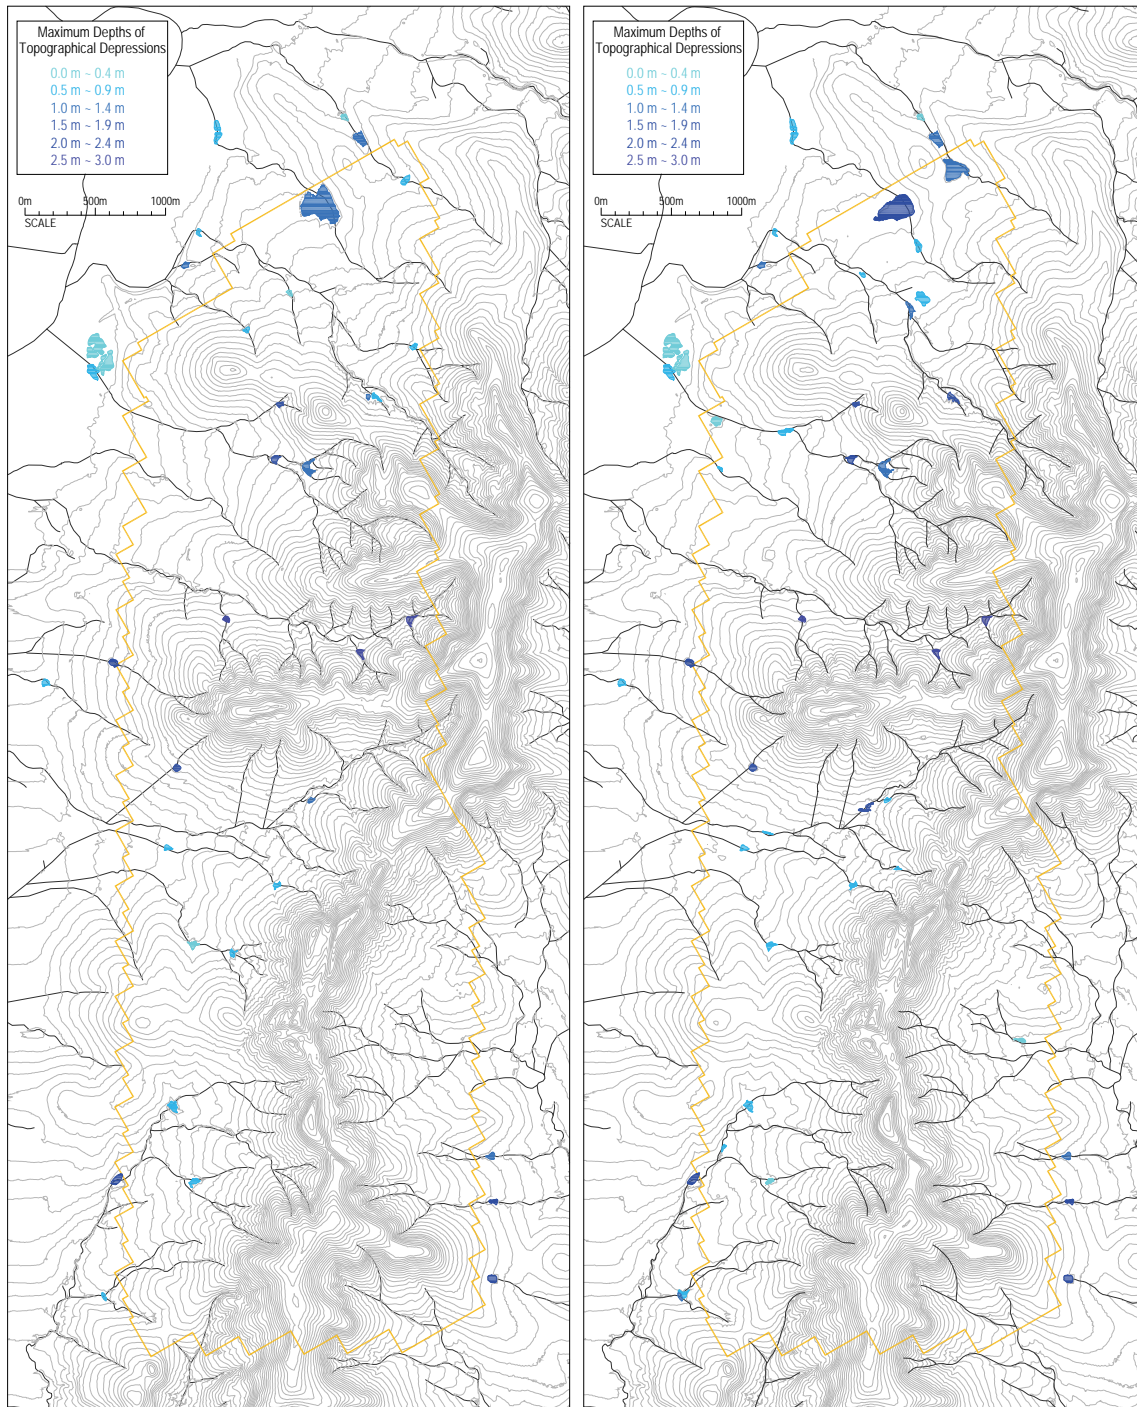 Maximum Depths of
Topographical Depressions
0.0 m ~ 0.4 m
0.5 m ~ 0.9 m
1.0 m ~ 1.4 m
1.5 m ~ 1.9 m
2.0 m ~ 2.4 m
2.5 m ~ 3.0 m
0m 500m 1000m
SCALE
Maximum Depths of
Topographical Depressions
0.0 m ~ 0.4 m
0.5 m ~ 0.9 m
1.0 m ~ 1.4 m
1.5 m ~ 1.9 m
2.0 m ~ 2.4 m
2.5 m ~ 3.0 m
0m 500m 1000m
SCALE